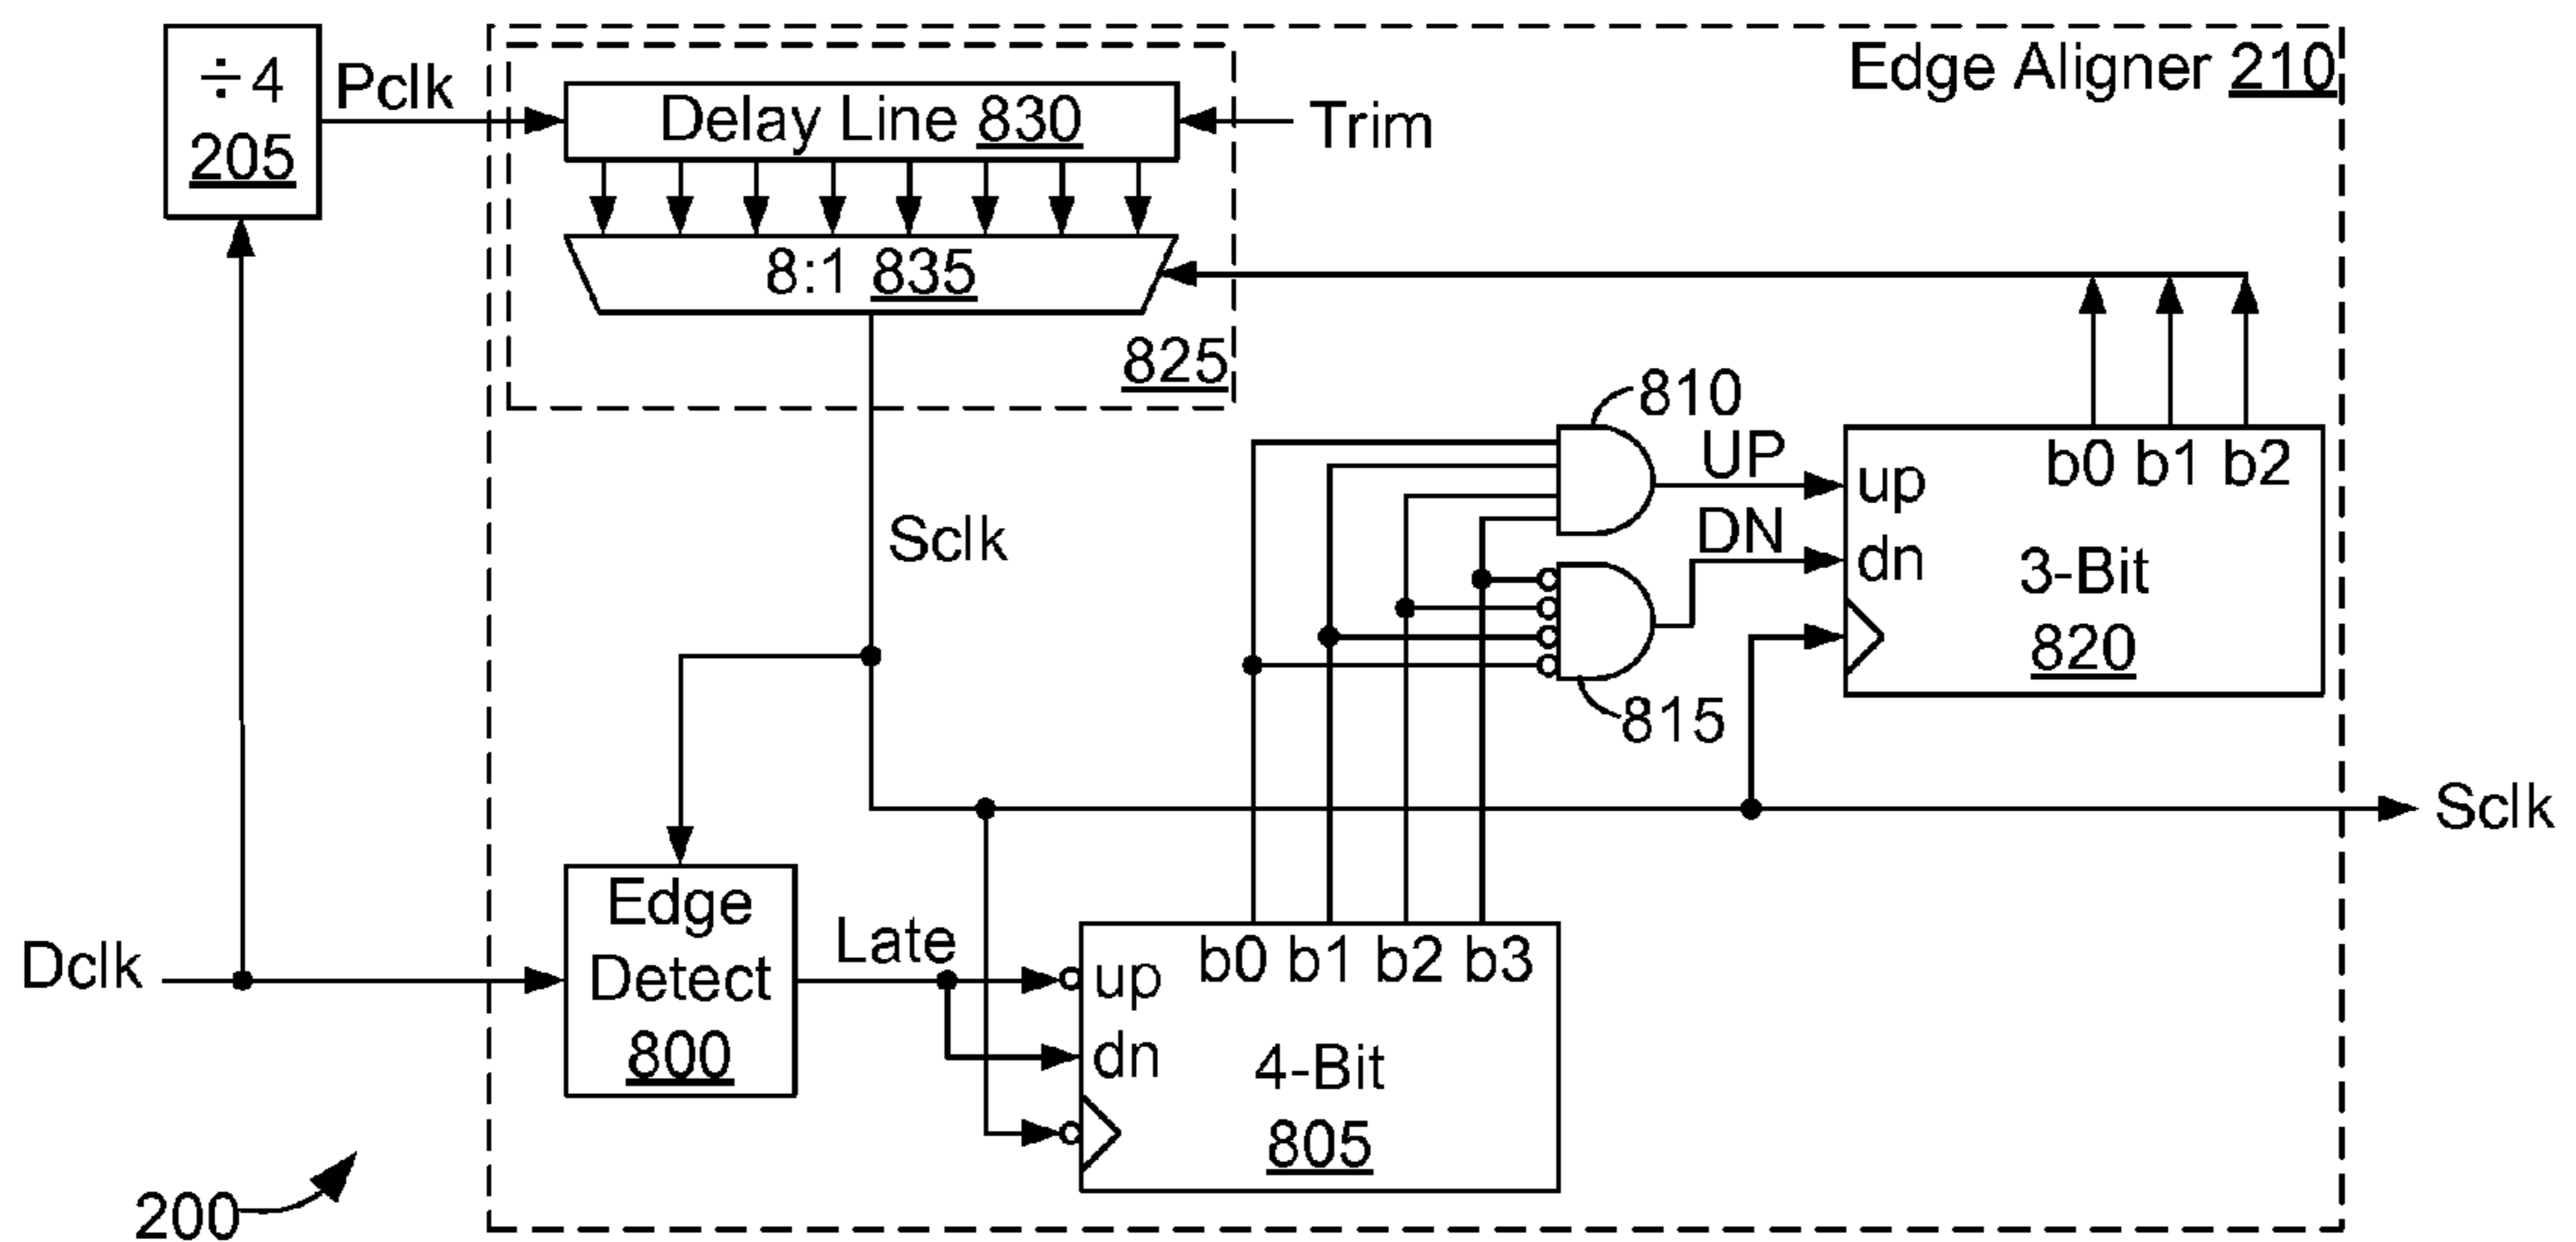 ÷4
205
Pclk
Delay Line 830
Trim
Edge Aligner 210
8:1 835
825
810
UP
DN
up
dn
b0 b1 b2
3-Bit
820
815
Sclk
Sclk
Dclk
Edge
Detect
800
Late
up
dn
b0 b1 b2 b3
4-Bit
805
200